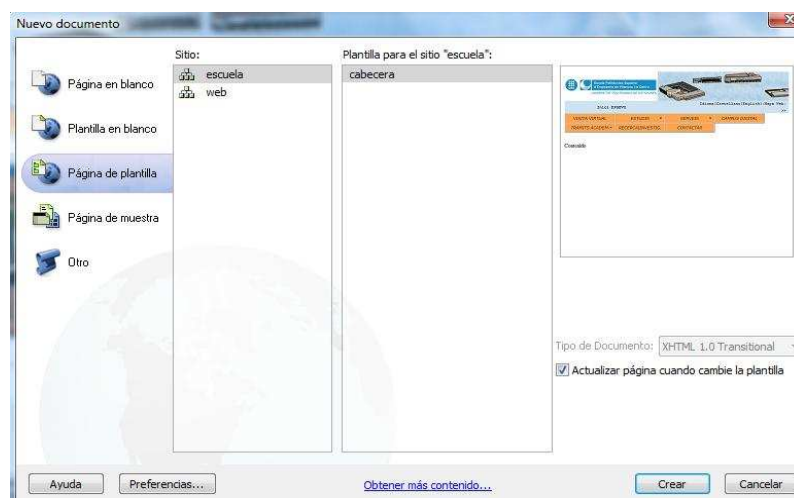 Nuevo documento
Página en blanco
Plantilla en blanco
Página de plantilla
Página de muestra
Otro
Sitio:
escuela
web
Plantilla para el sitio "escuela":
cabecera
Contenido
Tipo de Documento: XHTML 1.0 Transitional
Actualizar página cuando cambie la plantilla
Ayuda
Preferencias...
Obtener más contenido...
Crear
Cancelar